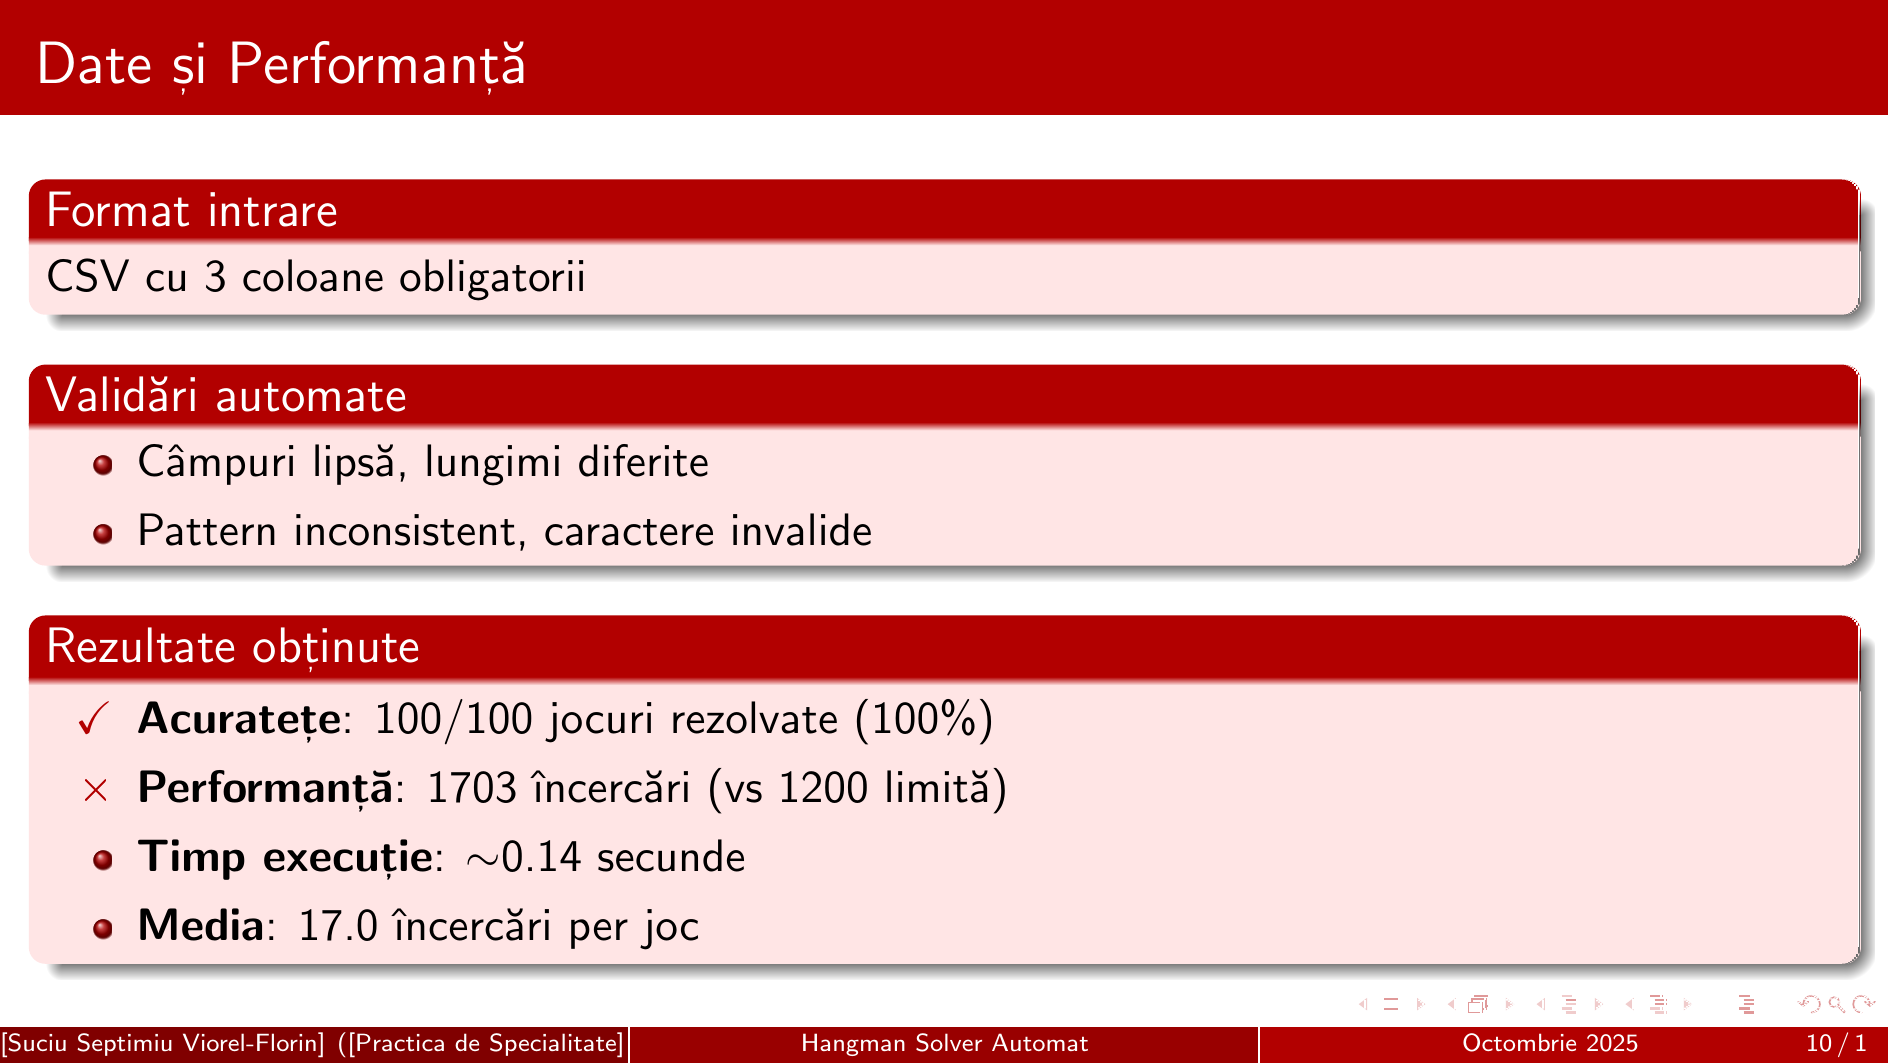 Date și Performanță
Format intrare
CSV cu 3 coloane obligatorii
Validări automate
Câmpuri lipsă, lungimi diferite
Pattern inconsistent, caractere invalide
Rezultate obținute
✓ Acuratețe: 100/100 jocuri rezolvate (100%)
× Performanță: 1703 încercări (vs 1200 limită)
Timp execuție: ∼0.14 secunde
Media: 17.0 încercări per joc
[Suciu Septimiu Viorel-Florin] ([Practica de Specialitate] Hangman Solver Automat Octombrie 2025 10 / 1